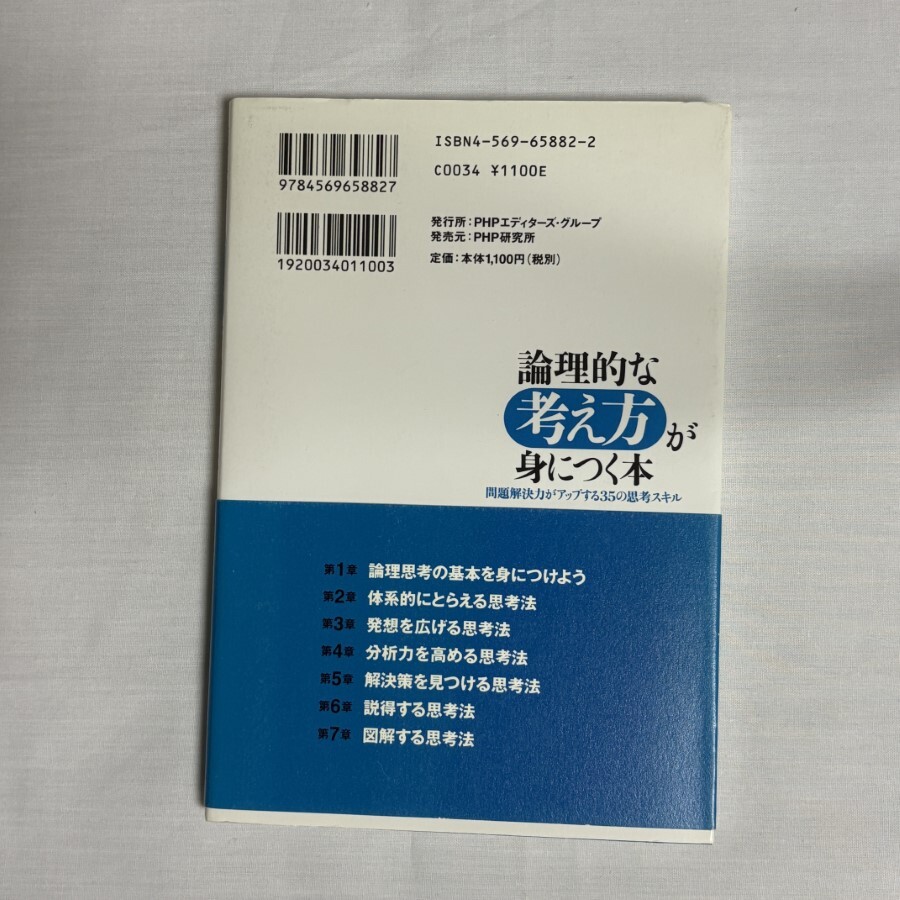 ISBN4-569-65882-2
C0034 ¥1100E
9784569658827
発行所：PHPエディターズ・グループ
発売元：PHP研究所
1920034011003
定価：本体1,100円(税別)
論理的な
考え方が
身につく本
問題解決力がアップする35の思考スキル
第1章 論理思考の基本を身につけよう
第2章 体系的にとらえる思考法
第3章 発想を広げる思考法
第4章 分析力を高める思考法
第5章 解決策を見つける思考法
第6章 説得する思考法
第7章 図解する思考法